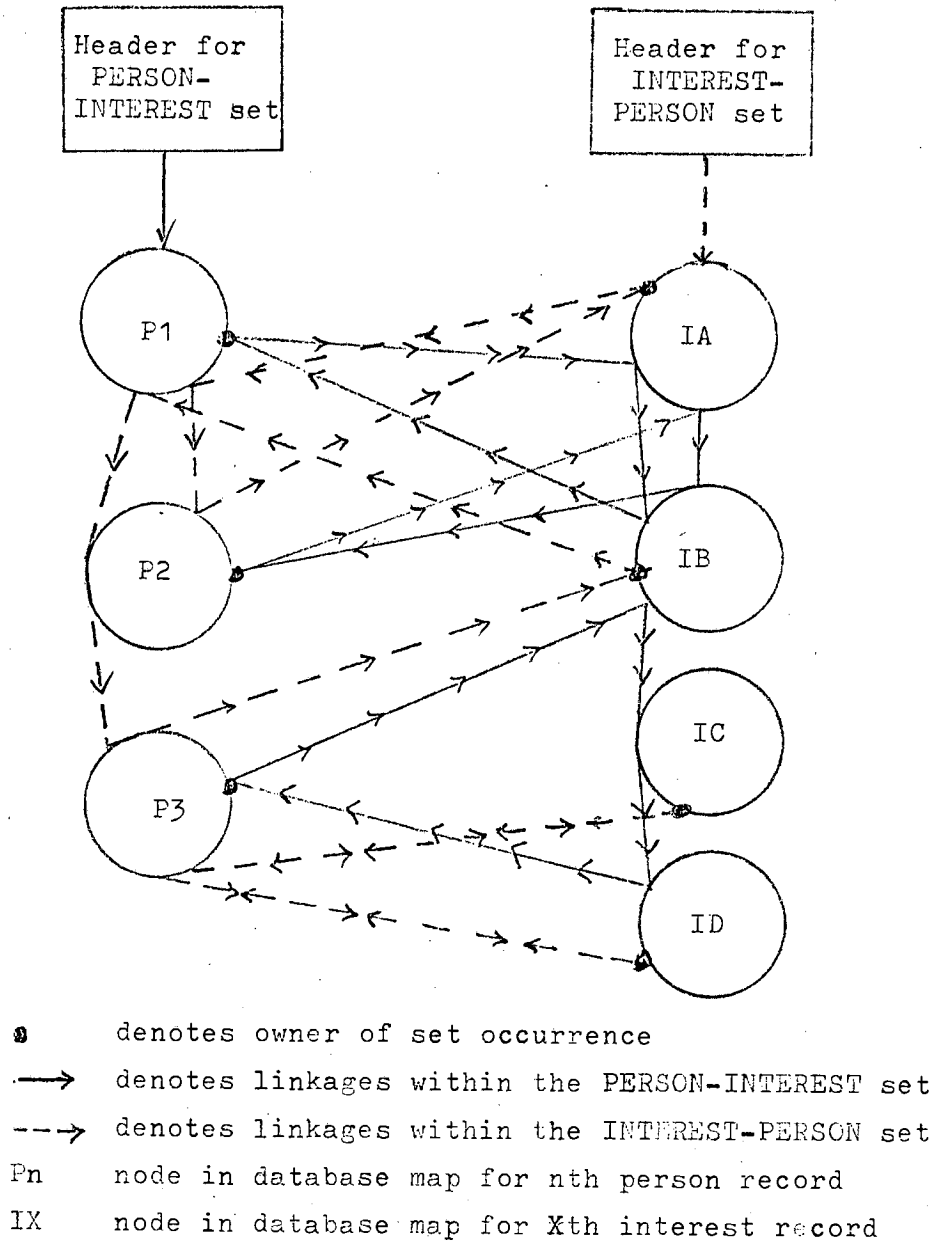 Header for
PERSON-
INTEREST set
Header for
INTEREST-
PERSON set
P1
IA
P2
IB
P3
IC
ID
denotes owner of set occurrence
denotes linkages within the PERSON-INTEREST set
denotes linkages within the INTEREST-PERSON set
Pn node in database map for nth person record
IX node in database map for Xth interest record